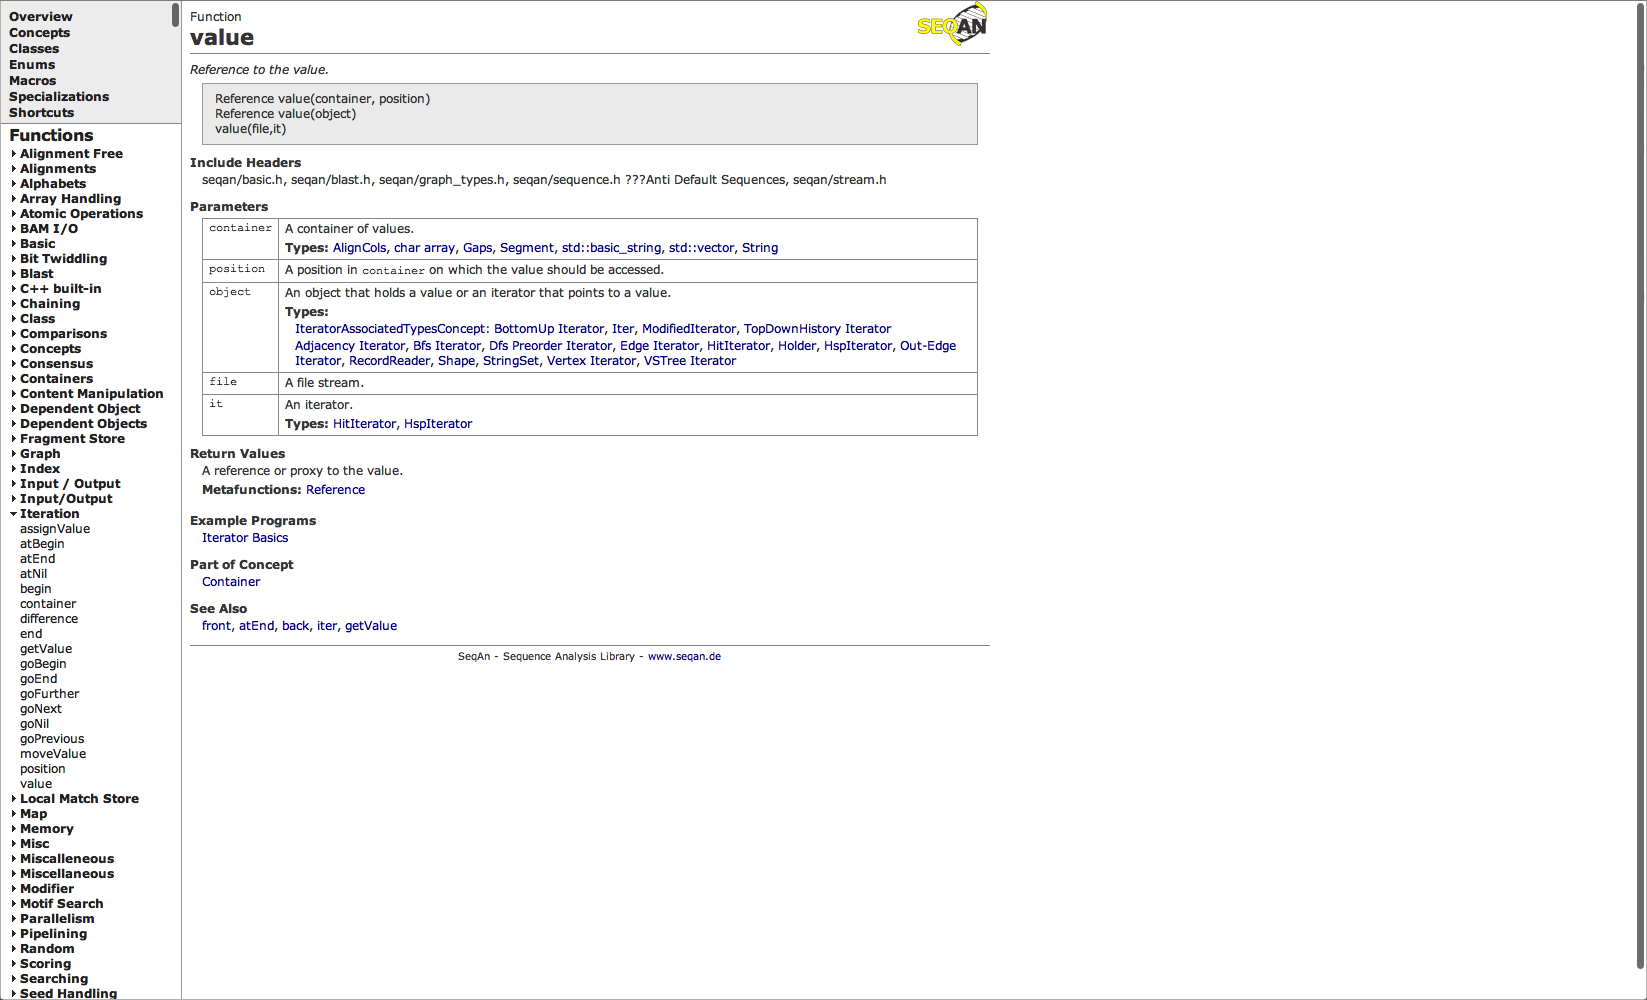 Overview
Concepts
Classes
Enums
Macros
Specializations
Shortcuts
Functions
Alignment Free
Alignments
Alphabets
Array Handling
Atomic Operations
BAM I/O
Basic
Bit Twiddling
Blast
C++ built-in
Chaining
Class
Comparisons
Concepts
Consensus
Containers
Content Manipulation
Dependent Object
Dependent Objects
Fragment Store
Graph
Index
Input / Output
Input/Output
Iteration
assignValue
atBegin
atEnd
atNil
begin
container
difference
end
getValue
goBegin
goEnd
goFurther
goNext
goNil
goPrevious
moveValue
position
value
Local Match Store
Map
Memory
Misc
Miscalleneous
Miscellaneous
Modifier
Motif Search
Parallelism
Pipelining
Random
Scoring
Searching
Seed Handling
Function
value
SEQAN
Reference to the value.
Reference value(container, position)
Reference value(object)
value(file,it)
Include Headers
seqan/basic.h, seqan/blast.h, seqan/graph_types.h, seqan/sequence.h ???Anti Default Sequences, seqan/stream.h
Parameters
container A container of values.
Types: AlignCols, char array, Gaps, Segment, std::basic_string, std::vector, String
position A position in container on which the value should be accessed.
object An object that holds a value or an iterator that points to a value.
Types:
IteratorAssociatedTypesConcept: BottomUp Iterator, Iter, ModifiedIterator, TopDownHistory Iterator
Adjacency Iterator, Bfs Iterator, Dfs Preorder Iterator, Edge Iterator, HitIterator, Holder, HspIterator, Out-Edge
Iterator, RecordReader, Shape, StringSet, Vertex Iterator, VSTree Iterator
file A file stream.
it An iterator.
Types: HitIterator, HspIterator
Return Values
A reference or proxy to the value.
Metafunctions: Reference
Example Programs
Iterator Basics
Part of Concept
Container
See Also
front, atEnd, back, iter, getValue
SeqAn - Sequence Analysis Library - www.seqan.de